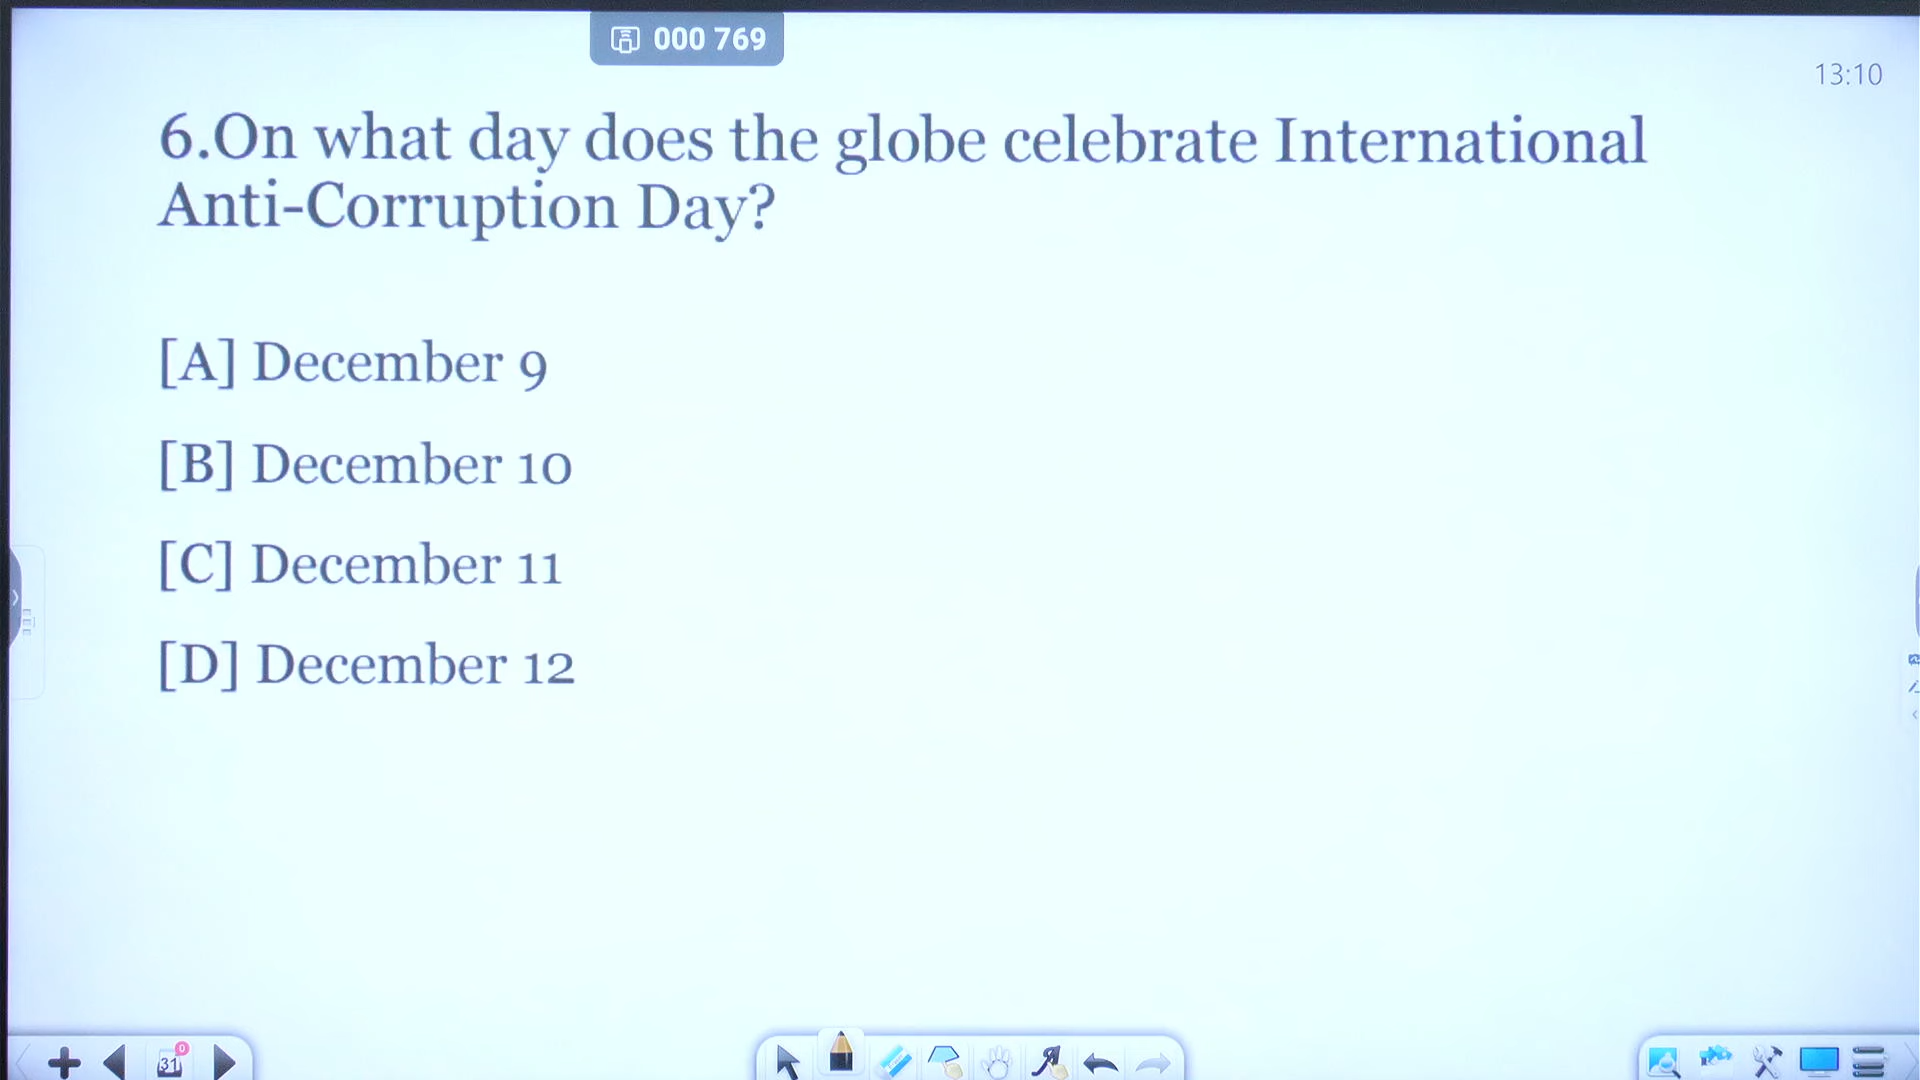 000 769
13:10
6.On what day does the globe celebrate International
Anti-Corruption Day?
[A] December 9
[B] December 10
[C] December 11
[D] December 12
31
0